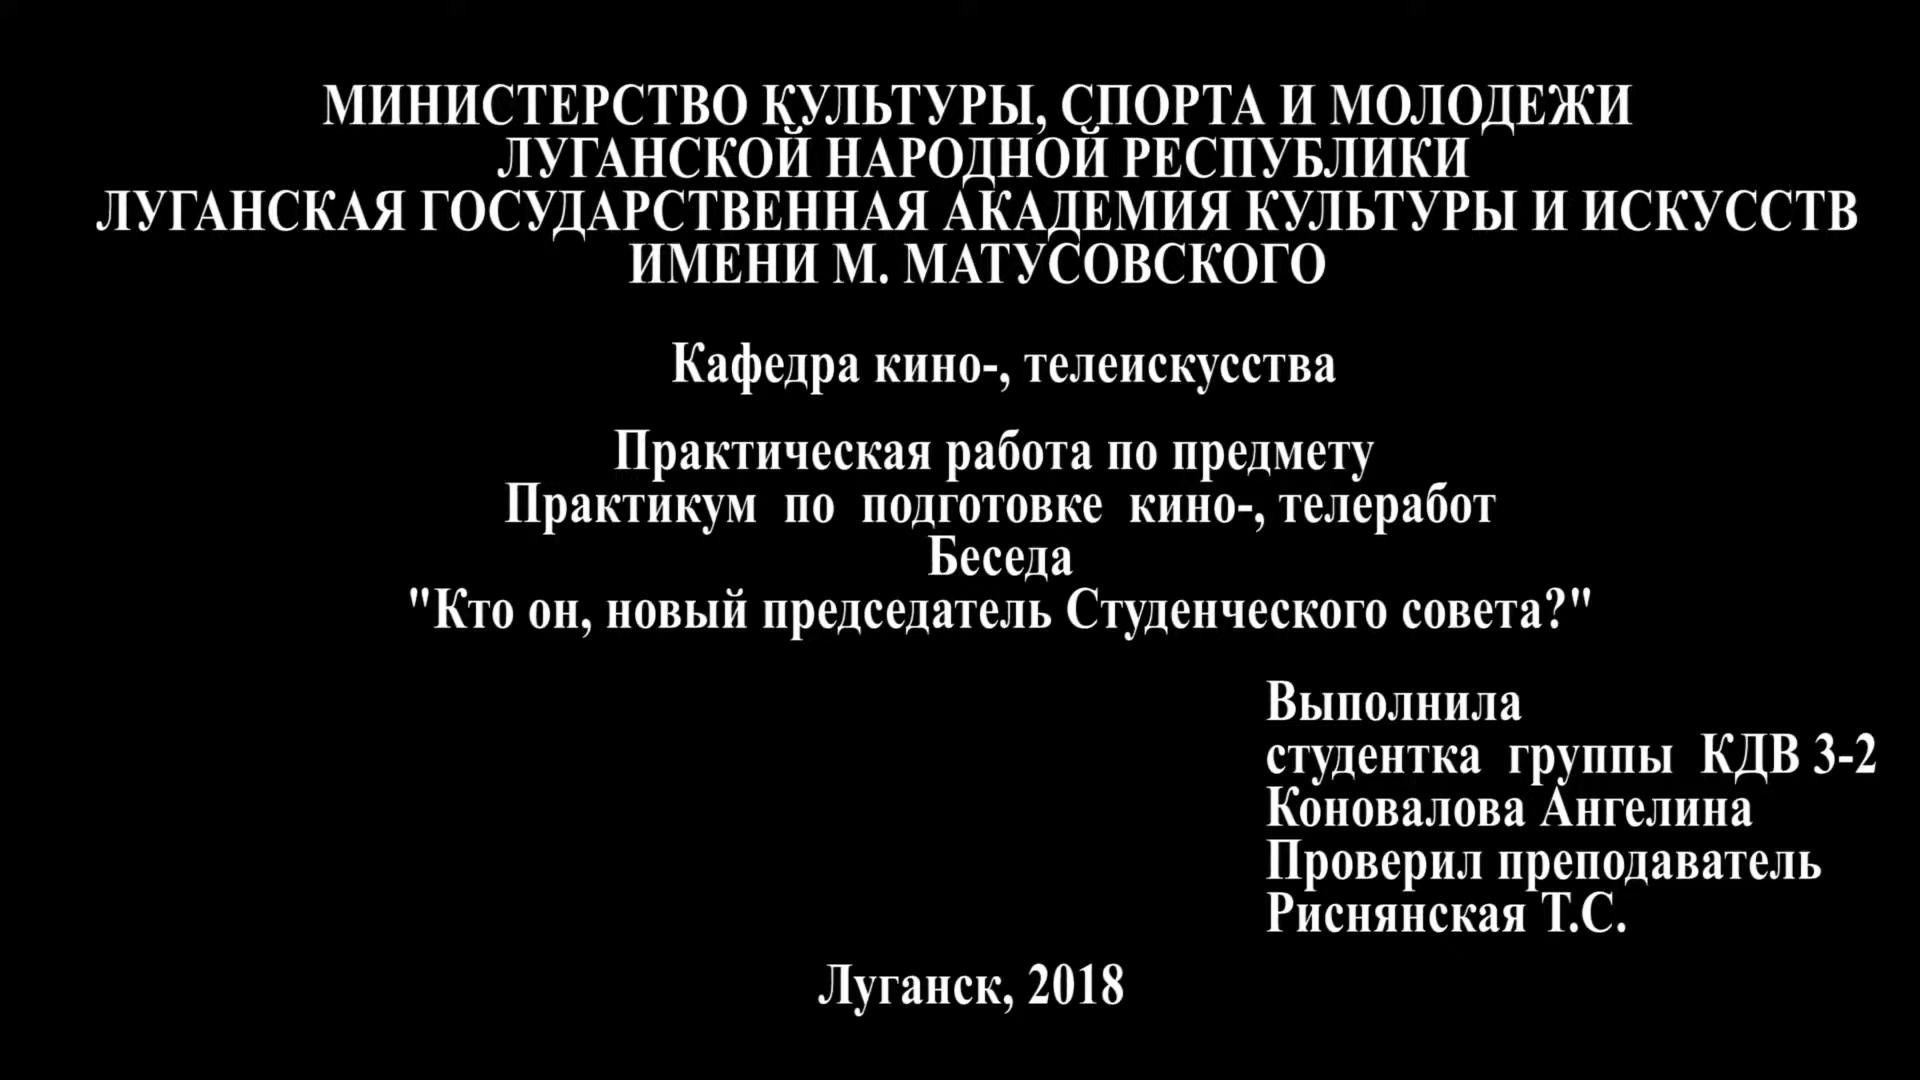 МИНИСТЕРСТВО КУЛЬТУРЫ, СПОРТА И МОЛОДЕЖИ
ЛУГАНСКОЙ НАРОДНОЙ РЕСПУБЛИКИ
ЛУГАНСКАЯ ГОСУДАРСТВЕННАЯ АКАДЕМИЯ КУЛЬТУРЫ И ИСКУССТВ
ИМЕНИ М. МАТУСОВСКОГО
Кафедра кино-, телеискусства
Практическая работа по предмету
Практикум по подготовке кино-, телеработ
Беседа
"Кто он, новый председатель Студенческого совета?"
Выполнила
студентка группы КДВ 3-2
Коновалова Ангелина
Проверил преподаватель
Риснянская Т.С.
Луганск, 2018